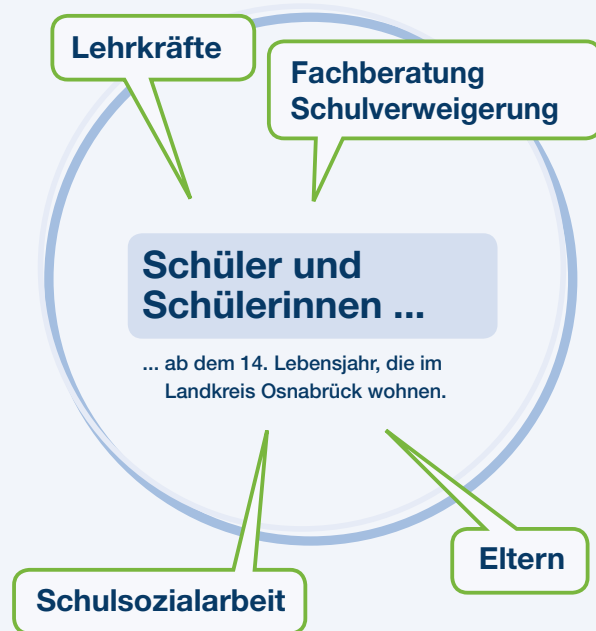 Lehrkräfte
Fachberatung
Schulverweigerung
Schüler und
Schülerinnen ...
... ab dem 14. Lebensjahr, die im
Landkreis Osnabrück wohnen.
Eltern
Schulsozialarbeit